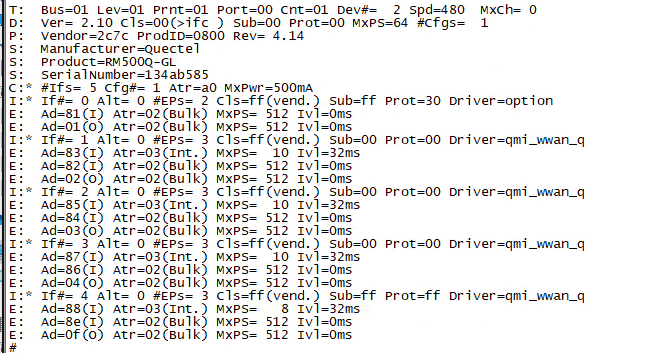 T:  Bus=01 Lev=01 Prnt=01 Port=00 Cnt=01 Dev#=  2 Spd=480  MxCh= 0
D:  Ver= 2.10 Cls=00(>ifc ) Sub=00 Prot=00 MxPS=64 #Cfgs=  1
P:  Vendor=2c7c ProdID=0800 Rev= 4.14
S:  Manufacturer=Quectel
S:  Product=RM500Q-GL
S:  SerialNumber=134ab585
C:* #Ifs= 5 Cfg#= 1 Atr=a0 MxPwr=500mA
I:* If#= 0 Alt= 0 #EPs= 2 Cls=ff(vend.) Sub=ff Prot=30 Driver=option
E:  Ad=81(I) Atr=02(Bulk) MxPS= 512 Ivl=0ms
E:  Ad=01(O) Atr=02(Bulk) MxPS= 512 Ivl=0ms
I:* If#= 1 Alt= 0 #EPs= 3 Cls=ff(vend.) Sub=00 Prot=00 Driver=qmi_wwan_q
E:  Ad=83(I) Atr=03(Int.) MxPS=  10 Ivl=32ms
E:  Ad=82(I) Atr=02(Bulk) MxPS= 512 Ivl=0ms
E:  Ad=02(O) Atr=02(Bulk) MxPS= 512 Ivl=0ms
I:* If#= 2 Alt= 0 #EPs= 3 Cls=ff(vend.) Sub=00 Prot=00 Driver=qmi_wwan_q
E:  Ad=85(I) Atr=03(Int.) MxPS=  10 Ivl=32ms
E:  Ad=84(I) Atr=02(Bulk) MxPS= 512 Ivl=0ms
E:  Ad=03(O) Atr=02(Bulk) MxPS= 512 Ivl=0ms
I:* If#= 3 Alt= 0 #EPs= 3 Cls=ff(vend.) Sub=00 Prot=00 Driver=qmi_wwan_q
E:  Ad=87(I) Atr=03(Int.) MxPS=  10 Ivl=32ms
E:  Ad=86(I) Atr=02(Bulk) MxPS= 512 Ivl=0ms
E:  Ad=04(O) Atr=02(Bulk) MxPS= 512 Ivl=0ms
I:* If#= 4 Alt= 0 #EPs= 3 Cls=ff(vend.) Sub=ff Prot=ff Driver=qmi_wwan_q
E:  Ad=88(I) Atr=03(Int.) MxPS=   8 Ivl=32ms
E:  Ad=8e(I) Atr=02(Bulk) MxPS= 512 Ivl=0ms
E:  Ad=0f(O) Atr=02(Bulk) MxPS= 512 Ivl=0ms
#